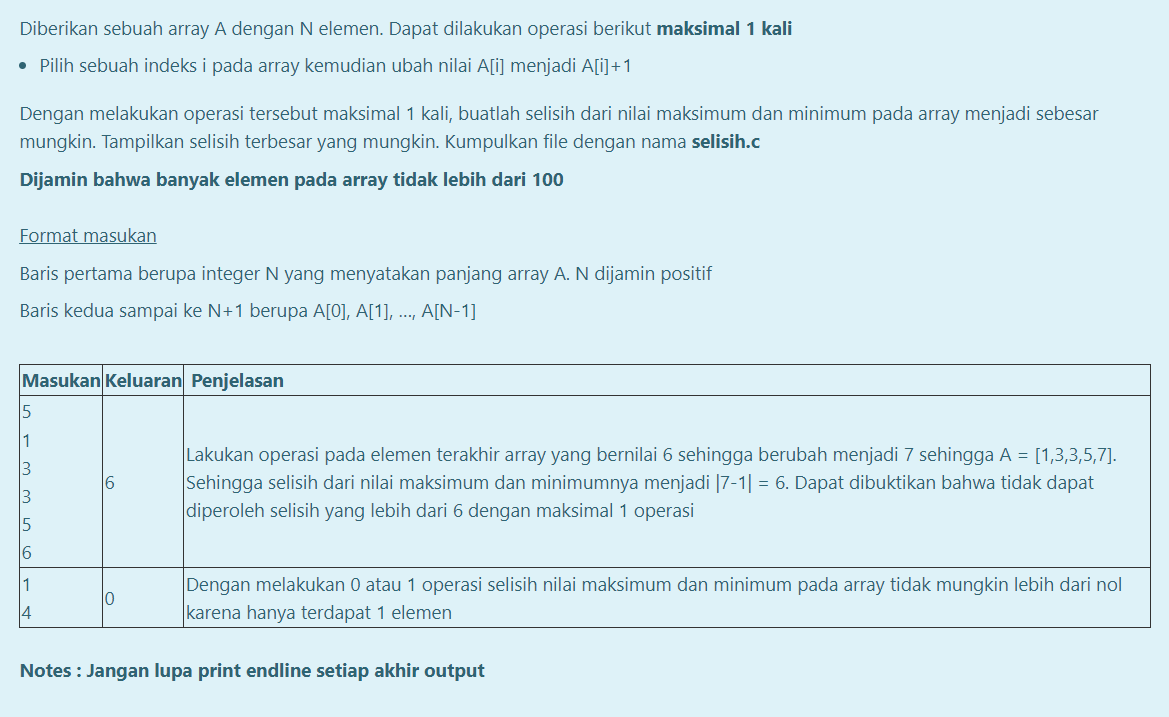 Diberikan sebuah array A dengan N elemen. Dapat dilakukan operasi berikut maksimal 1 kali
• Pilih sebuah indeks i pada array kemudian ubah nilai A[i] menjadi A[i]+1
Dengan melakukan operasi tersebut maksimal 1 kali, buatlah selisih dari nilai maksimum dan minimum pada array menjadi sebesar
mungkin. Tampilkan selisih terbesar yang mungkin. Kumpulkan file dengan nama selisih.c
Dijamin bahwa banyak elemen pada array tidak lebih dari 100
Format masukan
Baris pertama berupa integer N yang menyatakan panjang array A. N dijamin positif
Baris kedua sampai ke N+1 berupa A[0], A[1], ..., A[N-1]
Masukan Keluaran Penjelasan
5
1
3
3
5
6
6
Lakukan operasi pada elemen terakhir array yang bernilai 6 sehingga berubah menjadi 7 sehingga A = [1,3,3,5,7].
Sehingga selisih dari nilai maksimum dan minimumnya menjadi |7-1| = 6. Dapat dibuktikan bahwa tidak dapat
diperoleh selisih yang lebih dari 6 dengan maksimal 1 operasi
1
4
0
Dengan melakukan 0 atau 1 operasi selisih nilai maksimum dan minimum pada array tidak mungkin lebih dari nol
karena hanya terdapat 1 elemen
Notes : Jangan lupa print endline setiap akhir output